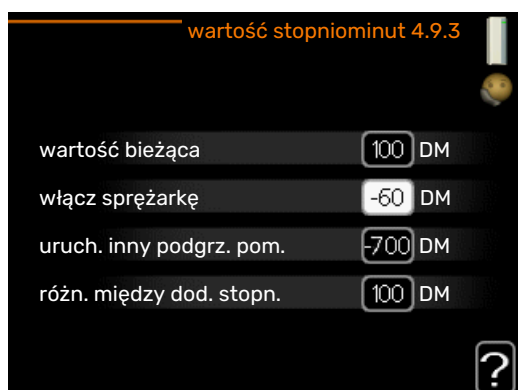 wartość stopniominut 4.9.3
wartość bieżąca 100 DM
włącz sprężarkę -60 DM
uruch. inny podgrz. pom. -700 DM
różn. między dod. stopn. 100 DM
?